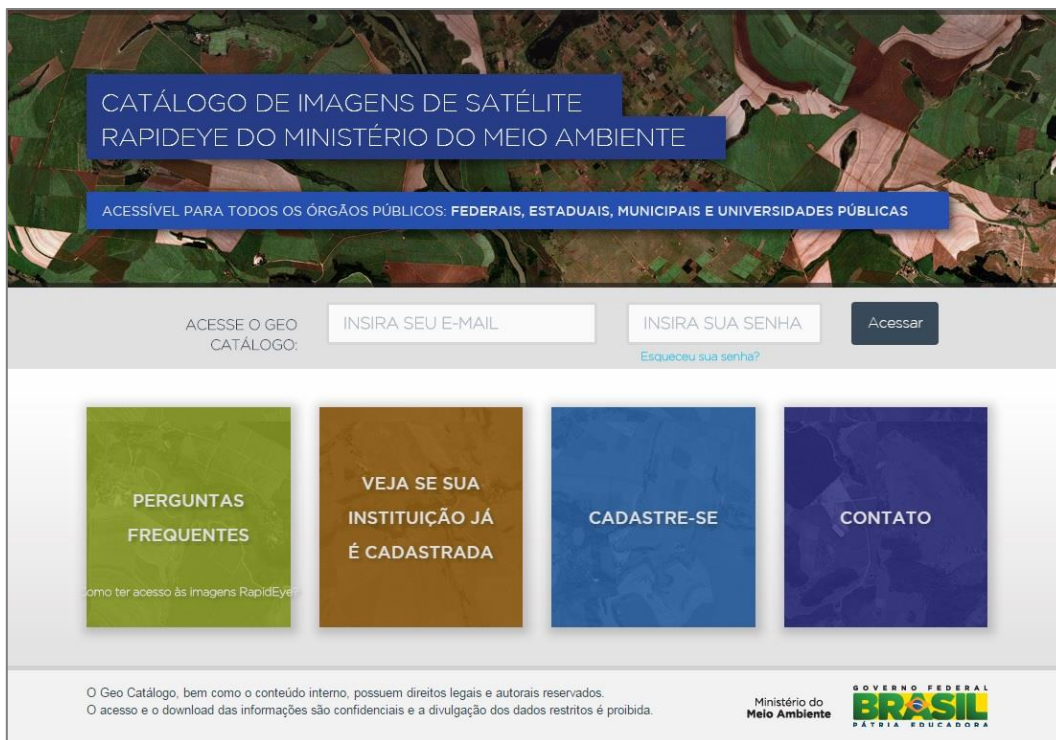 CATÁLOGO DE IMAGENS DE SATÉLITE
RAPIDEYE DO MINISTÉRIO DO MEIO AMBIENTE
ACESSÍVEL PARA TODOS OS ÓRGÃOS PÚBLICOS: FEDERAIS, ESTADUAIS, MUNICIPAIS E UNIVERSIDADES PÚBLICAS
ACESSE O GEO
CATÁLOGO:
INSIRA SEU E-MAIL
INSIRA SUA SENHA
Acessar
Esqueceu sua senha?
PERGUNTAS
FREQUENTES
Como ter acesso às imagens RapidEye?
VEJA SE SUA
INSTITUIÇÃO JÁ
É CADASTRADA
CADASTRE-SE
CONTATO
O Geo Catálogo, bem como o conteúdo interno, possuem direitos legais e autorais reservados.
O acesso e o download das informações são confidenciais e a divulgação dos dados restritos é proibida.
Ministério do
Meio Ambiente
GOVERNO FEDERAL
BRASIL
PÁTRIA EDUCADORA